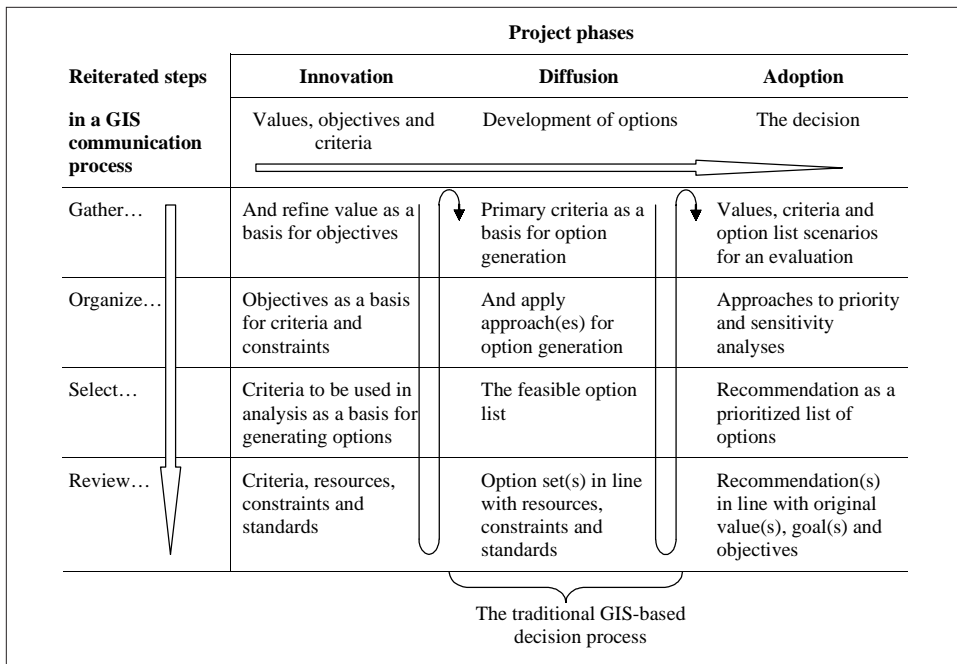 Project phases
Reiterated steps
Innovation
Diffusion
Adoption
in a GIS
communication
process
Values, objectives and
criteria
Development of options
The decision
Gather…
And refine value as a
basis for objectives
Primary criteria as a
basis for option
generation
Values, criteria and
option list scenarios
for an evaluation
Organize…
Objectives as a basis
for criteria and
constraints
And apply
approach(es) for
option generation
Approaches to priority
and sensitivity
analyses
Select…
Criteria to be used in
analysis as a basis for
generating options
The feasible option
list
Recommendation as a
prioritized list of
options
Review…
Criteria, resources,
constraints and
standards
Option set(s) in line
with resources,
constraints and
standards
Recommendation(s)
in line with original
value(s), goal(s) and
objectives
The traditional GIS-based
decision process